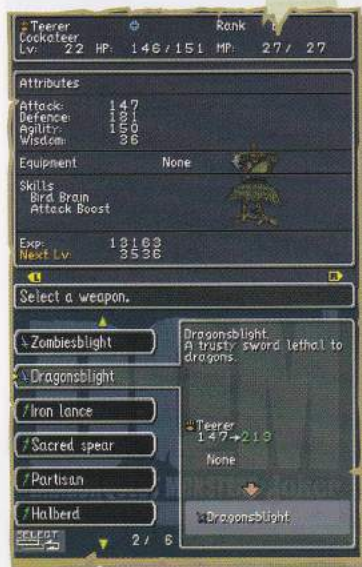 Teerer Rank
Cockateer
Lv: 22 HP: 146/151 MP: 27/ 27
Attributes
Attack: 147
Defence: 181
Agility: 150
Wisdom: 36
Equipment None
Skills
Bird Brain
Attack Boost
Exp: 13163
Next Lv 3536
L R
Select a weapon.
Zombiesblight
Dragonsblight
Iron lance
Sacred spear
Partisan
Halberd
SELECT
2/ 6
Dragonsblight.
A trusty sword lethal to
dragons.
Teerer
147→219
None
Dragonsblight